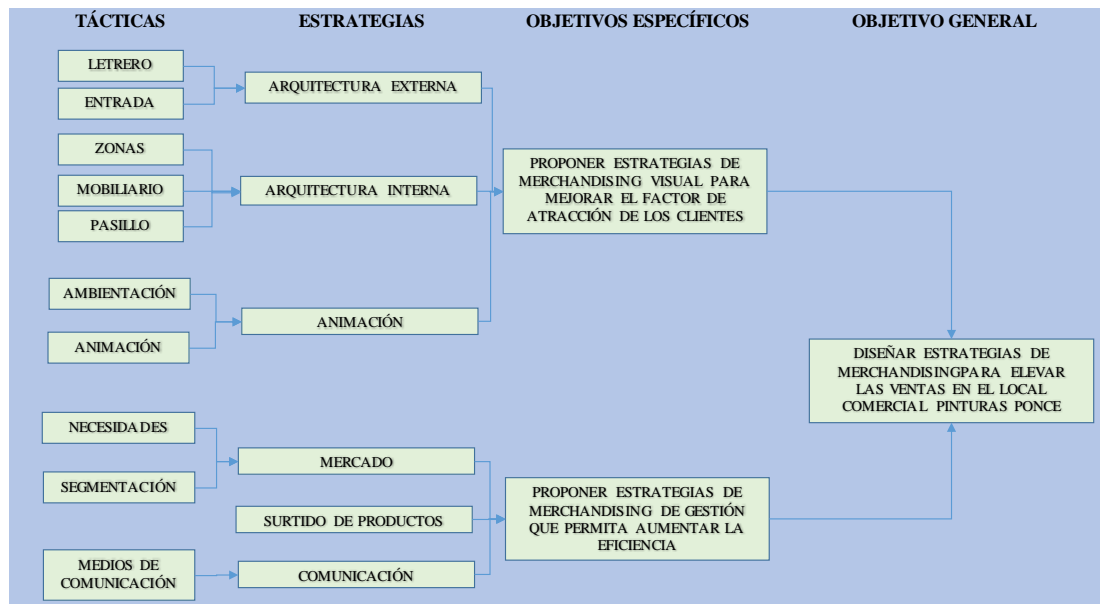 TÁCTICAS
ESTRATEGIAS
OBJETIVOS ESPECÍFICOS
OBJETIVO GENERAL
LETRERO
ENTRADA
ARQUITECTURA EXTERNA
ZONAS
MOBILIARIO
PASILLO
ARQUITECTURA INTERNA
PROPONER ESTRATEGIAS DE
MERCHANDISING VISUAL PARA
MEJORAR EL FACTOR DE
ATRACCIÓN DE LOS CLIENTES
AMBIENTACIÓN
ANIMACIÓN
ANIMACIÓN
DISEÑAR ESTRATEGIAS DE
MERCHANDISINGPARA ELEVAR
LAS VENTAS EN EL LOCAL
COMERCIAL PINTURAS PONCE
NECESIDADES
SEGMENTACIÓN
MERCADO
SURTIDO DE PRODUCTOS
PROPONER ESTRATEGIAS DE
MERCHANDISING DE GESTIÓN
QUE PERMITA AUMENTAR LA
EFICIENCIA
MEDIOS DE
COMUNICACIÓN
COMUNICACIÓN